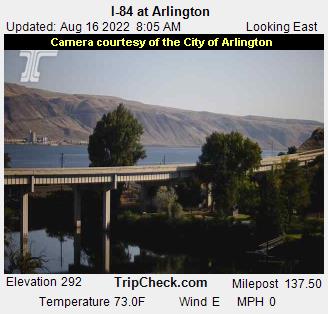 I-84 at Arlington
Updated: Aug 16 2022 8:05 AM Looking East
Camera courtesy of the City of Arlington
Elevation 292 TripCheck.com Milepost 137.50
Temperature 73.0F Wind E MPH 0